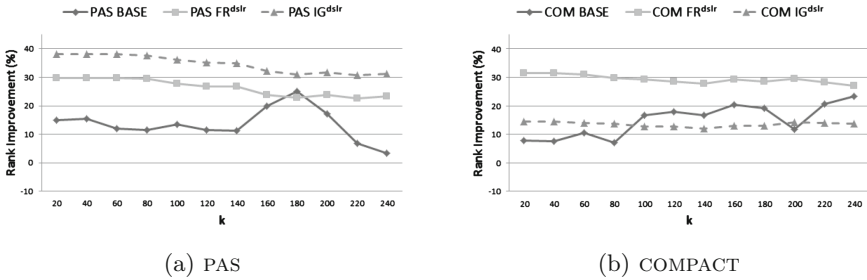 PAS BASE PAS FR^dslr PAS IG^dslr
Rank Improvement (%)
40
30
20
10
0
-10
20 40 60 80 100 120 140 160 180 200 220 240
k
(a) PAS
COM BASE COM FR^dslr COM IG^dslr
Rank Improvement (%)
40
30
20
10
0
-10
20 40 60 80 100 120 140 160 180 200 220 240
k
(b) COMPACT